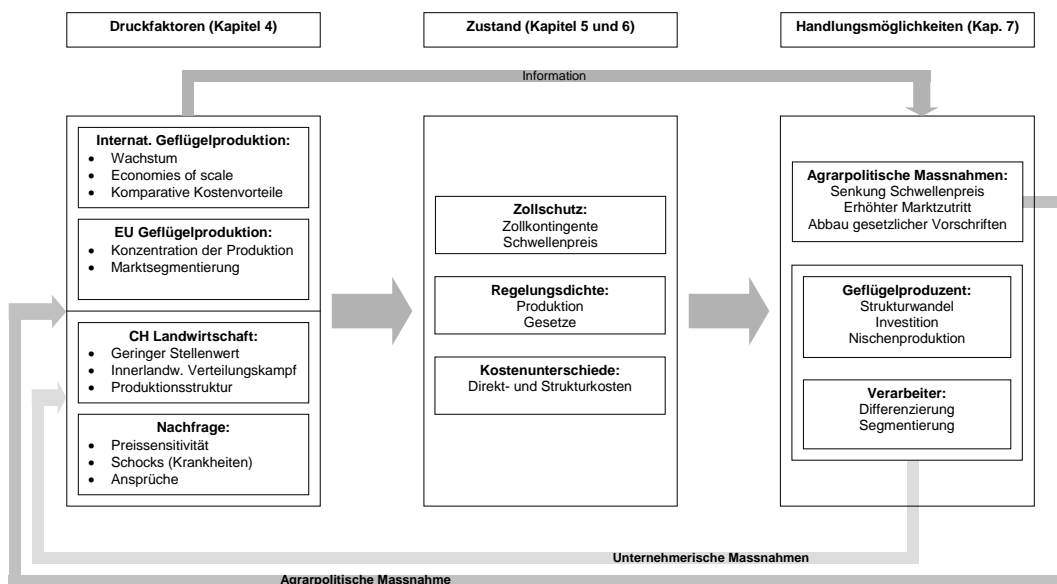 Druckfaktoren (Kapitel 4)
Zustand (Kapitel 5 und 6)
Handlungsmöglichkeiten (Kap. 7)
Information
Internat. Geflügelproduktion:
• Wachstum
• Economies of scale
• Komparative Kostenvorteile
EU Geflügelproduktion:
• Konzentration der Produktion
• Marktsegmentierung
CH Landwirtschaft:
• Geringer Stellenwert
• Innerlandw. Verteilungskampf
• Produktionsstruktur
Nachfrage:
• Preissensitivität
• Schocks (Krankheiten)
• Ansprüche
Zollschutz:
Zollkontingente
Schwellenpreis
Regelungsdichte:
Produktion
Gesetze
Kostenunterschiede:
Direkt- und Strukturkosten
Agrarpolitische Massnahmen:
Senkung Schwellenpreis
Erhöhter Marktzutritt
Abbau gesetzlicher Vorschriften
Geflügelproduzent:
Strukturwandel
Investition
Nischenproduktion
Verarbeiter:
Differenzierung
Segmentierung
Unternehmerische Massnahmen
Agrarpolitische Massnahme